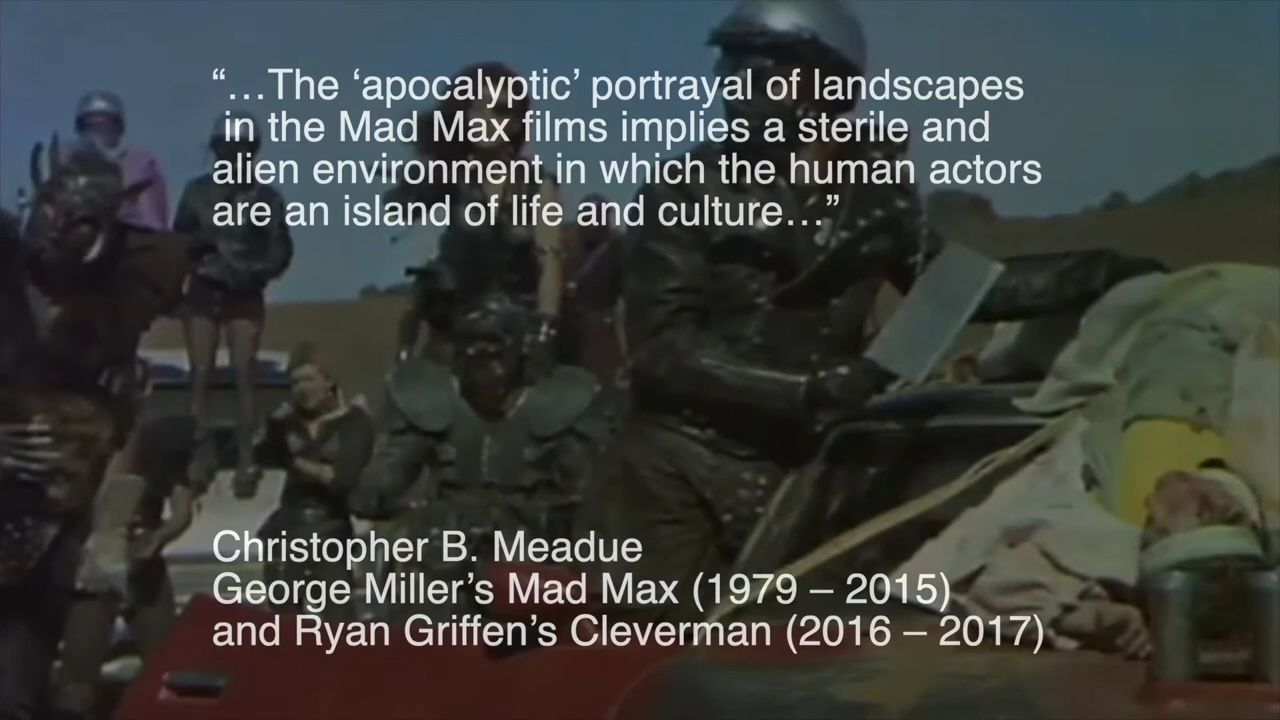 “…The ‘apocalyptic’ portrayal of landscapes
in the Mad Max films implies a sterile and
alien environment in which the human actors
are an island of life and culture…”
Christopher B. Meadue
George Miller’s Mad Max (1979 – 2015)
and Ryan Griffen’s Cleverman (2016 – 2017)